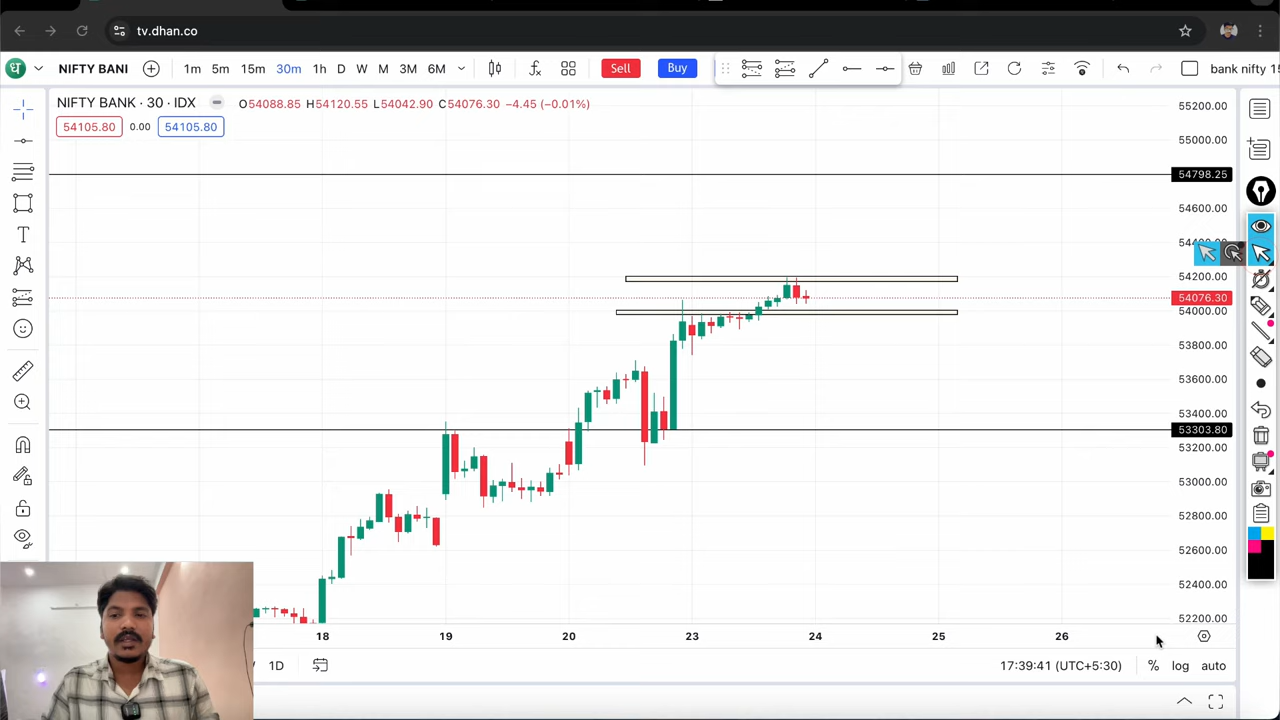 tv.dhan.co
NIFTY BANI 1m 5m 15m 30m 1h D W M 3M 6M Sell Buy bank nifty 15
NIFTY BANK · 30 · IDX O54088.85 H54120.55 L54042.90 C54076.30 −4.45 (−0.01%)
54105.80 0.00 54105.80
55200.00
55000.00
54798.25
54600.00
54200.00
54076.30
54000.00
53800.00
53600.00
53400.00
53303.80
53200.00
53000.00
52800.00
52600.00
52400.00
52200.00
18 19 20 23 24 25 26
1D 17:39:41 (UTC+5:30) % log auto